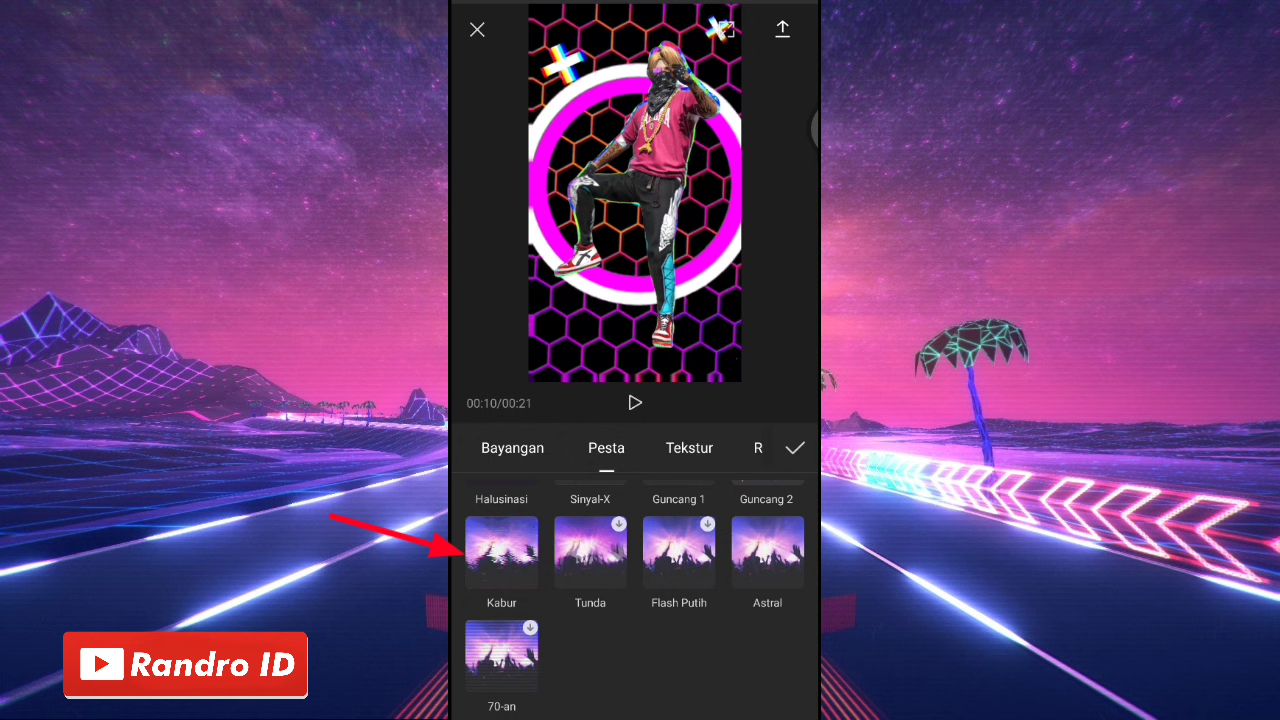 00:10/00:21
Bayangan Pesta Tekstur R
Halusinasi Sinyal-X Guncang 1 Guncang 2
Kabur Tunda Flash Putih Astral
70-an
Randro ID